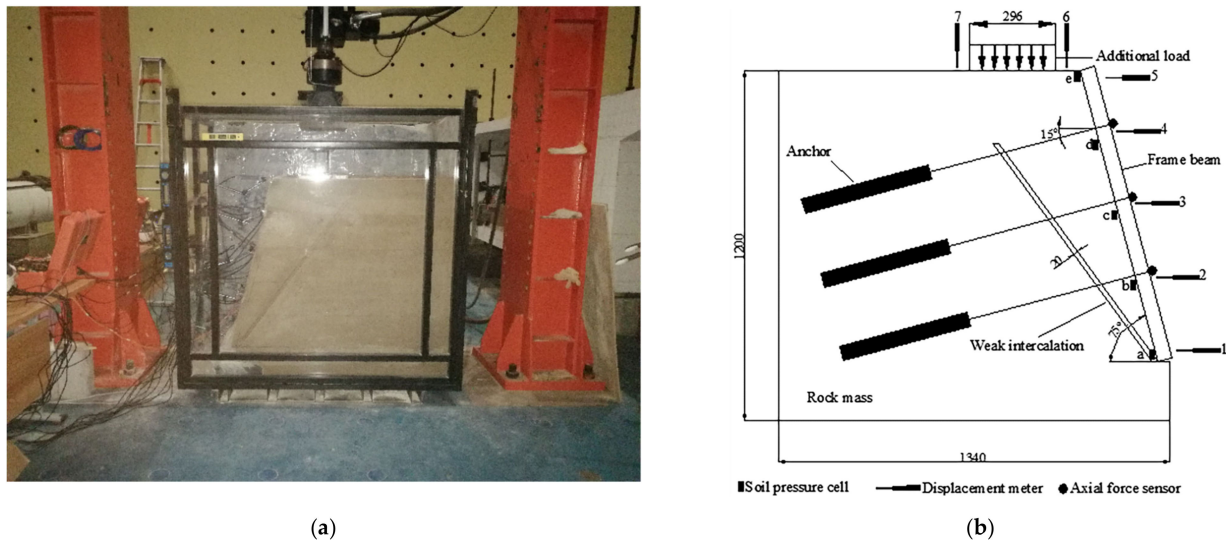 7
296
6
Additional load
e
5
4
15°
d
Anchor
Frame beam
3
c
1200
20
2
b
75°
Weak intercalation
1
a
Rock mass
1340
Soil pressure cell Displacement meter Axial force sensor
(a) (b)